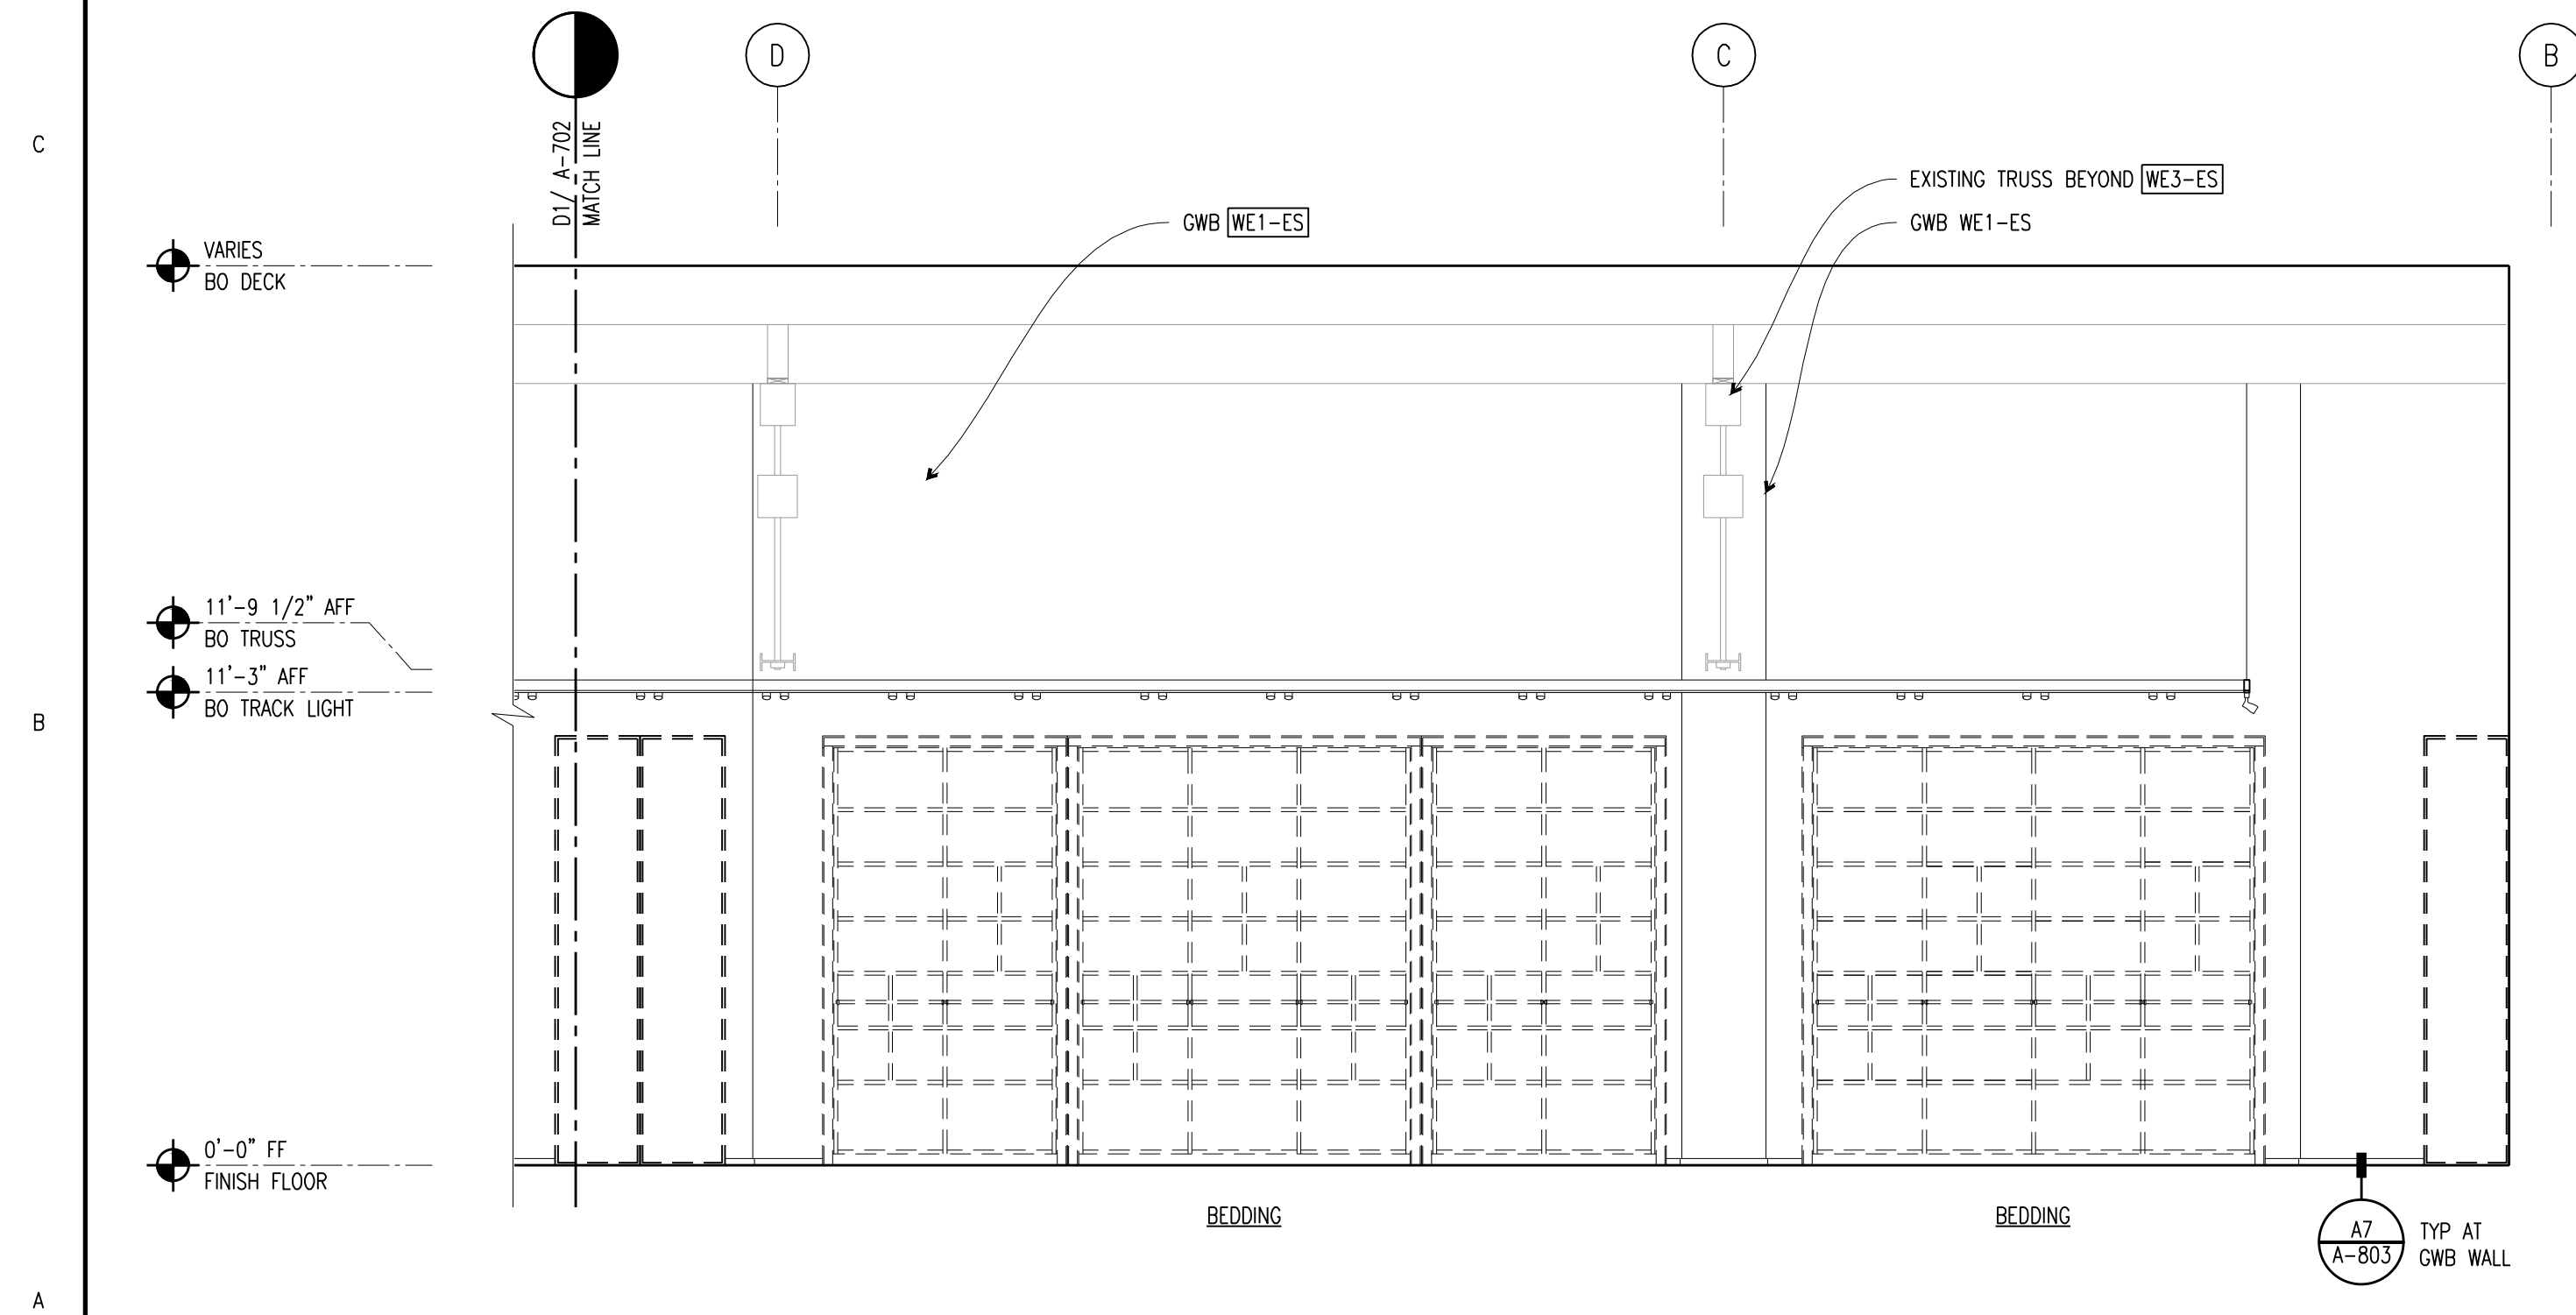 D
C
B
D1/ A-702
MATCH LINE
C
EXISTING TRUSS BEYOND WE3-ES
GWB WE1-ES
GWB WE1-ES
VARIES
BO DECK
11'-9 1/2" AFF
BO TRUSS
11'-3" AFF
BO TRACK LIGHT
B
0'-0" FF
FINISH FLOOR
BEDDING
BEDDING
A7
A-803
TYP AT
GWB WALL
A